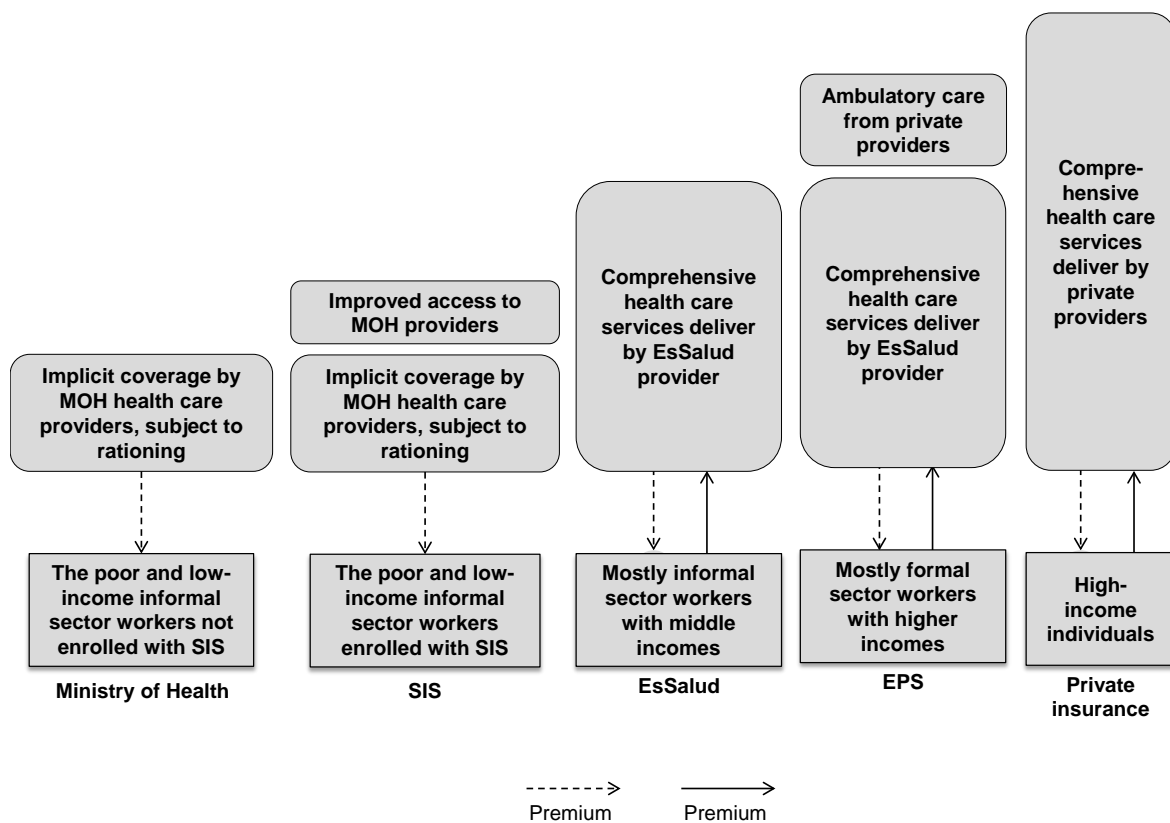 Ambulatory care
from private
providers
Compre-
hensive
health care
services
deliver by
private
providers
Improved access to
MOH providers
Comprehensive
health care
services deliver
by EsSalud
provider
Comprehensive
health care
services deliver
by EsSalud
provider
Implicit coverage by
MOH health care
providers, subject to
rationing
Implicit coverage by
MOH health care
providers, subject to
rationing
The poor and low-
income informal
sector workers not
enrolled with SIS
The poor and low-
income informal
sector workers
enrolled with SIS
Mostly informal
sector workers
with middle
incomes
Mostly formal
sector workers
with higher
incomes
High-
income
individuals
Ministry of Health
SIS
EsSalud
EPS
Private
insurance
Premium
Premium